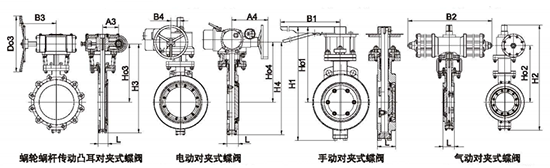 B3
A3
Do3
Ho3
H3
L
B4
A4
Ho4
H4
L
B1
H1
Ho1
L
B2
Ho2
H2
L
蜗轮蜗杆传动凸耳对夹式蝶阀
电动对夹式蝶阀
手动对夹式蝶阀
气动对夹式蝶阀